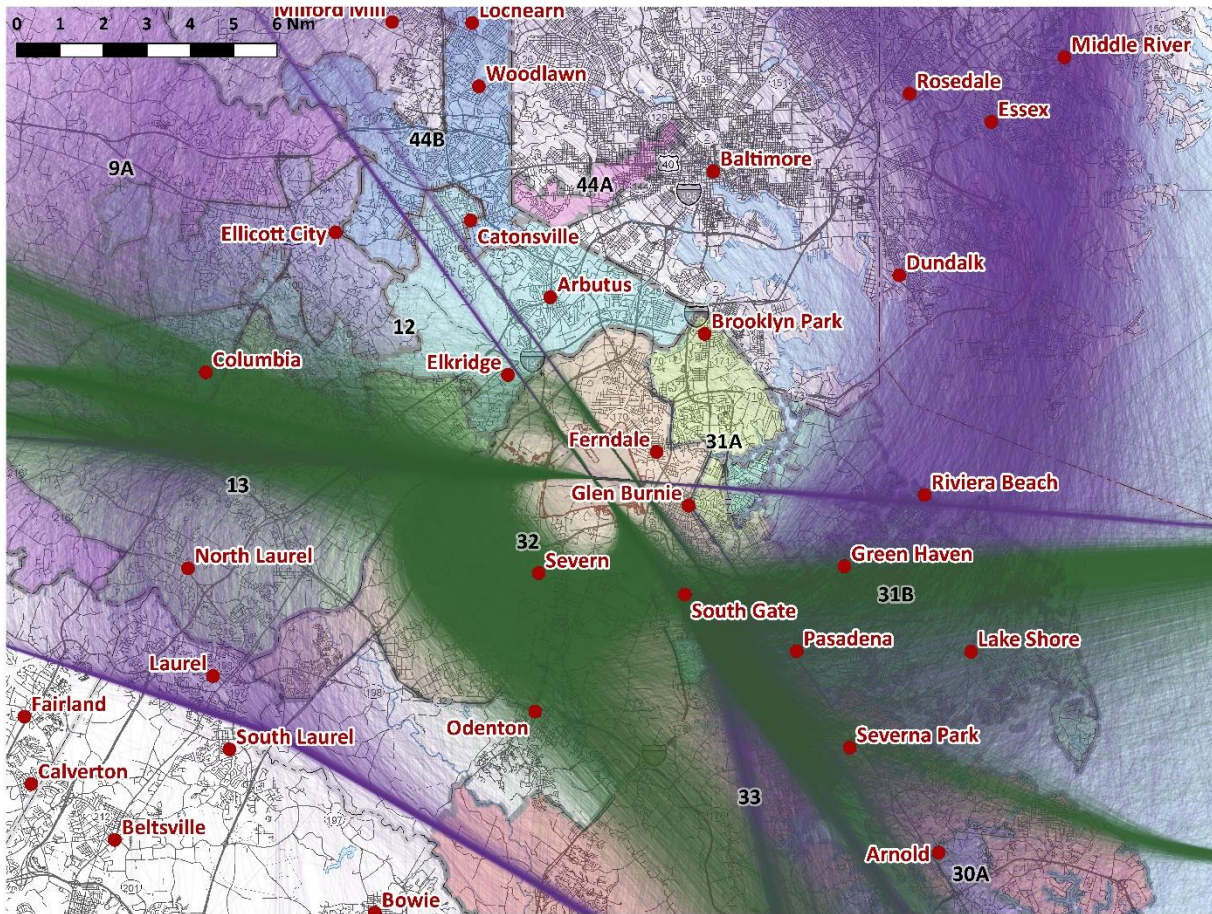 Milford Mill
Lochearn
0 1 2 3 4 5 6 Nm
Middle River
Woodlawn
Rosedale
Essex
44B
9A
40
Baltimore
44A
Ellicott City
Catonsville
Dundalk
Arbutus
12
Brooklyn Park
Columbia
Elkridge
Ferndale
31A
13
Glen Burnie
Riviera Beach
32
North Laurel
Severn
Green Haven
31B
South Gate
Pasadena
Lake Shore
Laurel
Fairland
Odenton
South Laurel
Severna Park
Calverton
33
Beltsville
Arnold
30A
Bowie